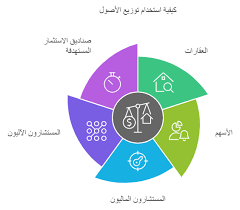 كيفية استخدام توزيع الأصول
العقارات
صناديق الاستثمار
المستهدفة
الأسهم
المستشارون الآليون
المستشارون الماليون